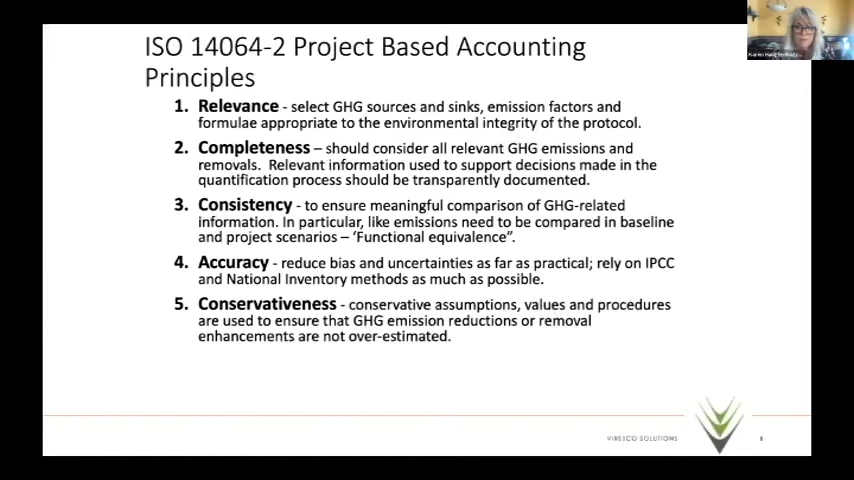 ISO 14064-2 Project Based Accounting
Principles
1. Relevance - select GHG sources and sinks, emission factors and
formulae appropriate to the environmental integrity of the protocol.
2. Completeness – should consider all relevant GHG emissions and
removals. Relevant information used to support decisions made in the
quantification process should be transparently documented.
3. Consistency - to ensure meaningful comparison of GHG-related
information. In particular, like emissions need to be compared in baseline
and project scenarios – ‘Functional equivalence”.
4. Accuracy - reduce bias and uncertainties as far as practical; rely on IPCC
and National Inventory methods as much as possible.
5. Conservativeness - conservative assumptions, values and procedures
are used to ensure that GHG emission reductions or removal
enhancements are not over-estimated.
VIRESCO SOLUTIONS
8
Karen